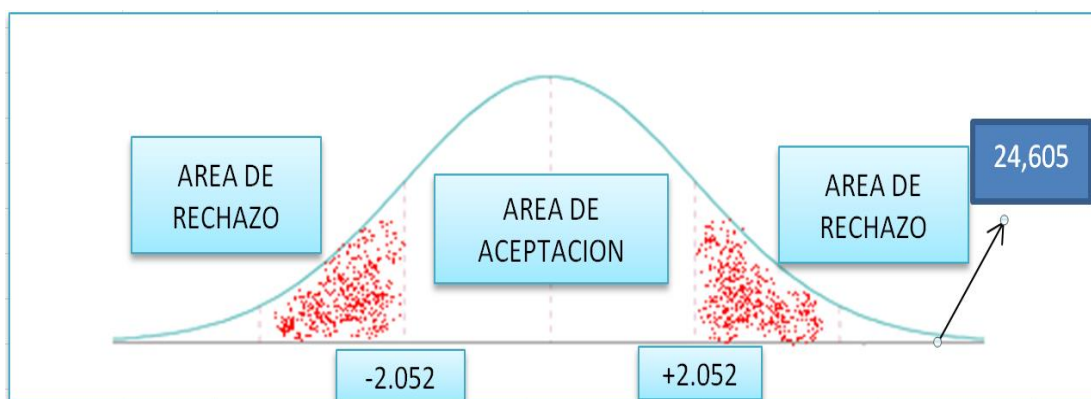 AREA DE
RECHAZO
AREA DE
ACEPTACION
AREA DE
RECHAZO
24,605
-2.052
+2.052